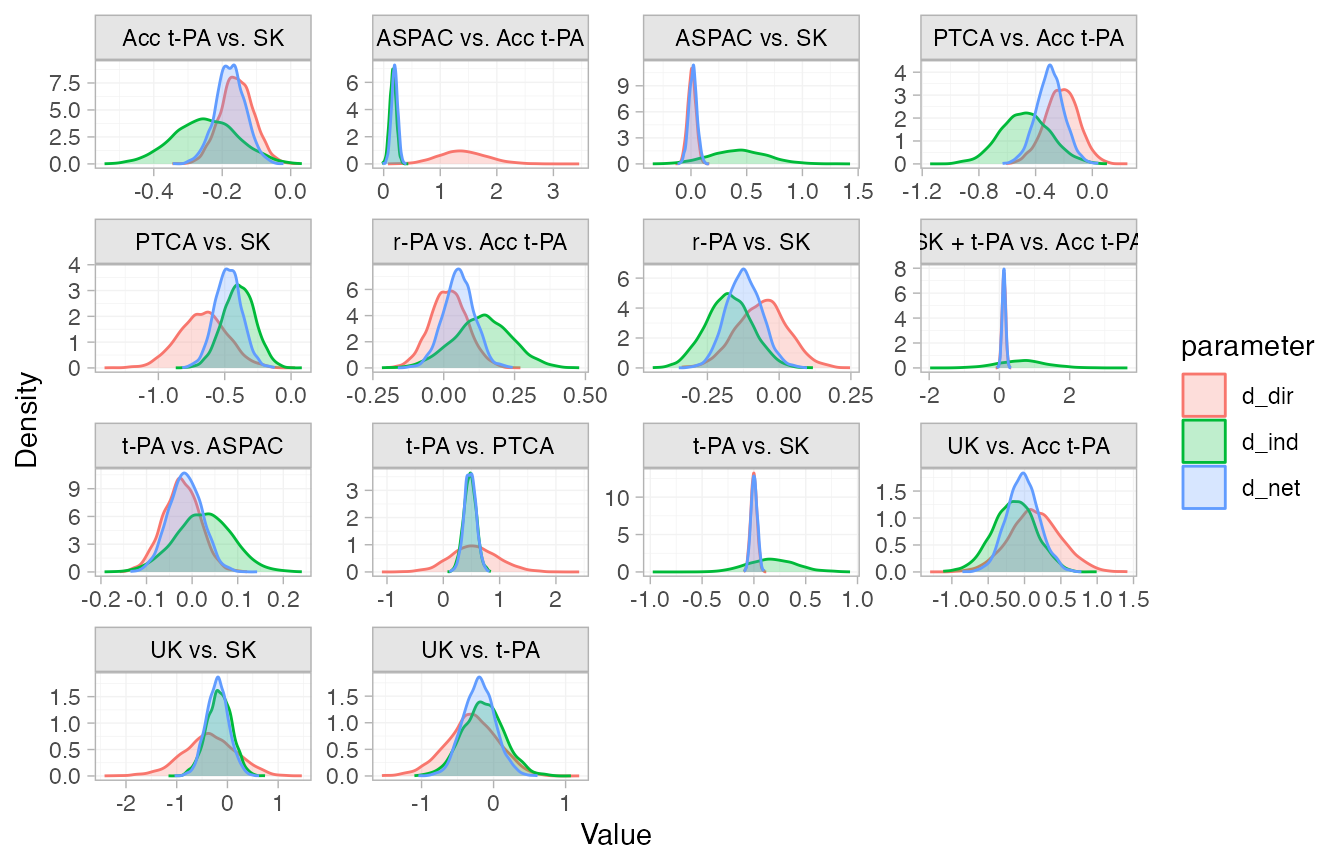 Acc t-PA vs. SK
ASPAC vs. Acc t-PA
ASPAC vs. SK
PTCA vs. Acc t-PA
7.5
5.0
2.5
0.0
-0.4 -0.2 0.0
6
4
2
0
0 1 2 3
9
6
3
0
0.0 0.5 1.0 1.5
4
3
2
1
0
-1.2 -0.8 -0.4 0.0
PTCA vs. SK
r-PA vs. Acc t-PA
r-PA vs. SK
SK + t-PA vs. Acc t-PA
4
3
2
1
0
-1.0 -0.5 0.0
6
4
2
0
-0.25 0.00 0.25 0.50
6
4
2
0
-0.25 0.00 0.25
8
6
4
2
0
-2 0 2
t-PA vs. ASPAC
t-PA vs. PTCA
t-PA vs. SK
UK vs. Acc t-PA
9
6
3
0
-0.2 -0.1 0.0 0.1 0.2
3
2
1
0
-1 0 1 2
10
5
0
-1.0 -0.5 0.0 0.5 1.0
1.5
1.0
0.5
0.0
-1.0 -0.5 0.0 0.5 1.0 1.5
UK vs. SK
UK vs. t-PA
1.5
1.0
0.5
0.0
-2 -1 0 1
1.5
1.0
0.5
0.0
-1 0 1
Density
Value
parameter
d_dir
d_ind
d_net